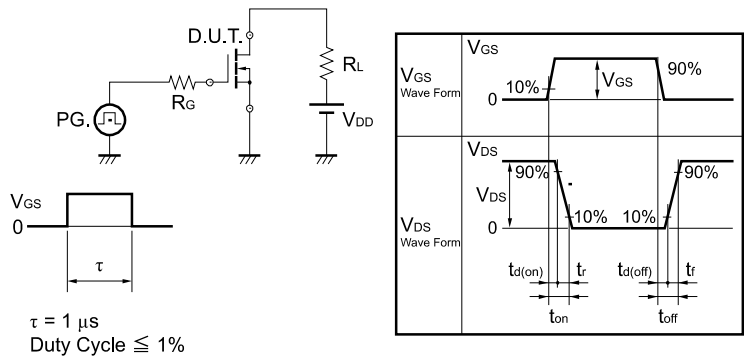 D.U.T.
RL
RG
PG.
VDD
VGS
0
τ
τ = 1 μs
Duty Cycle ≦ 1%
VGS
Wave Form
VGS
10%
0
VGS
90%
VDS
Wave Form
VDS
90%
VDS
0
10%
10%
90%
td(on)
tr
td(off)
tf
ton
toff